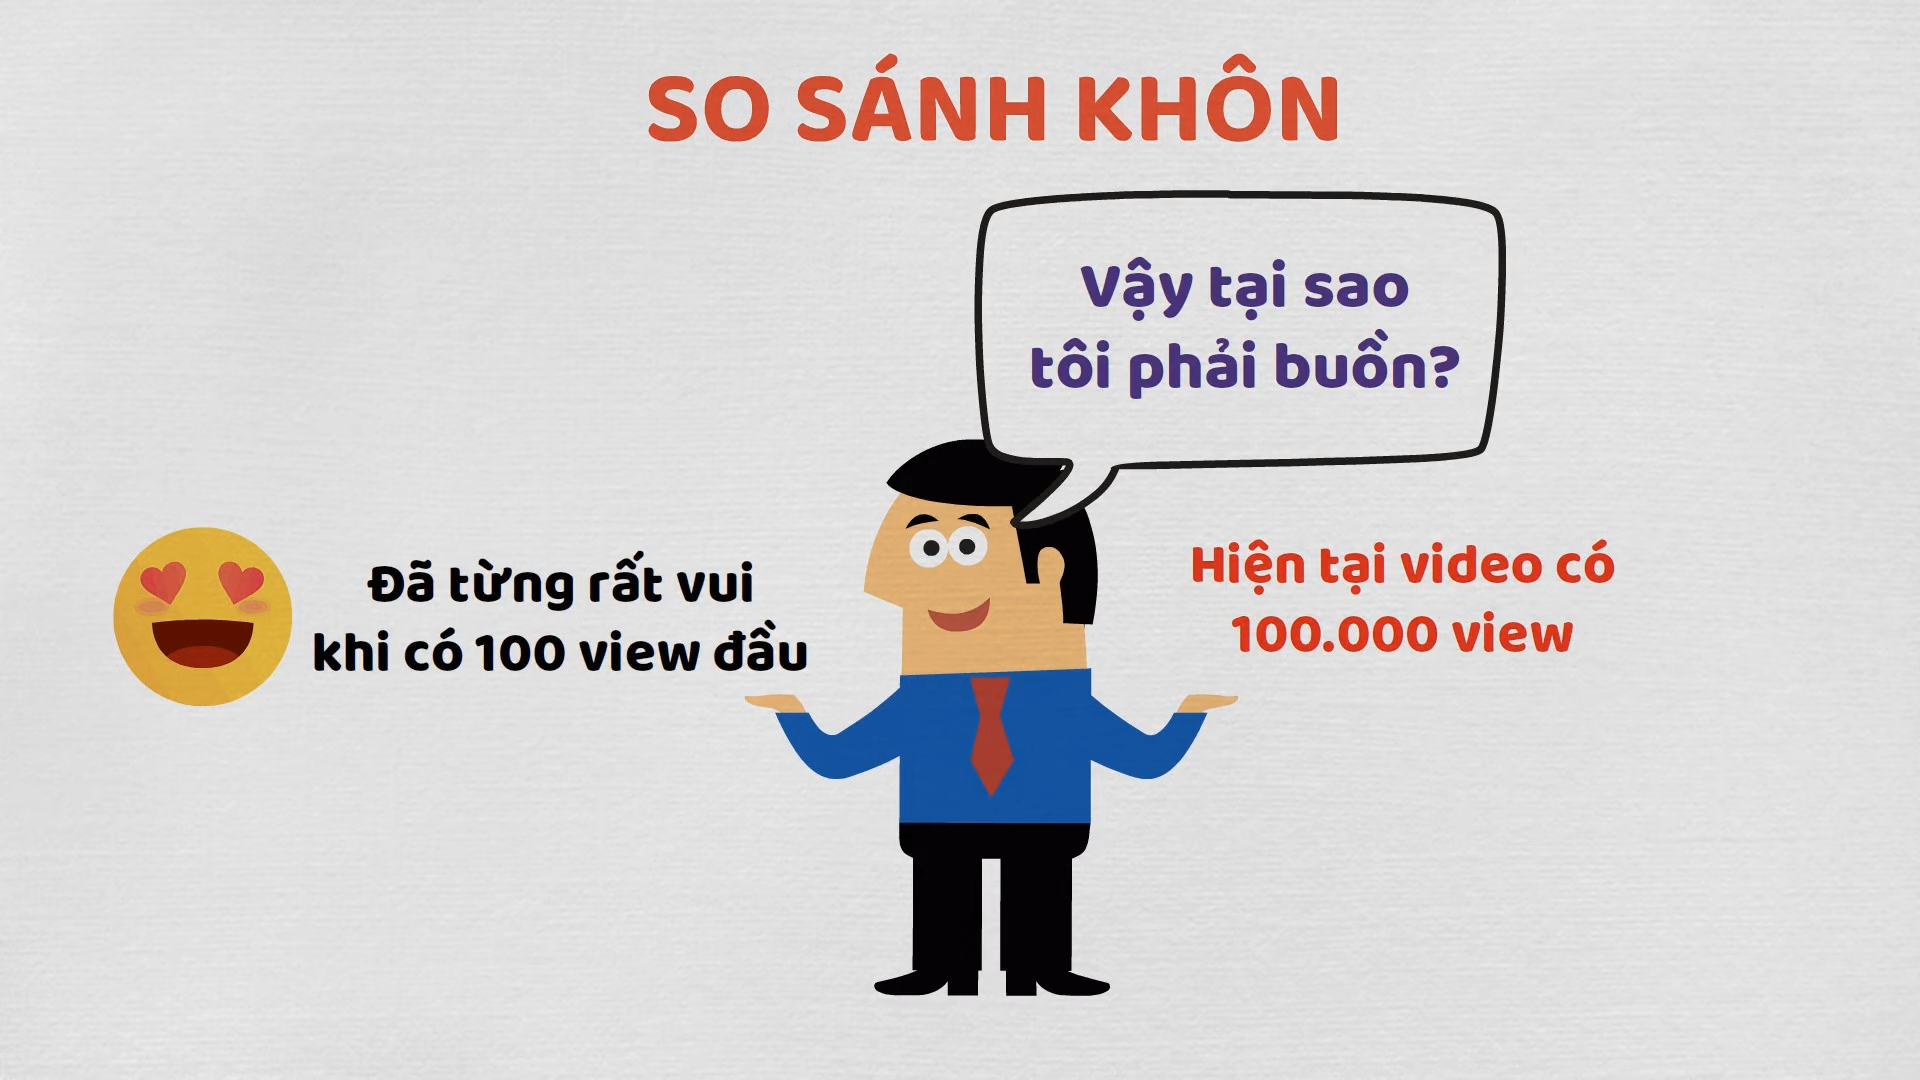 SO SÁNH KHÔN
Vậy tại sao
tôi phải buồn?
Đã từng rất vui
khi có 100 view đầu
Hiện tại video có
100.000 view